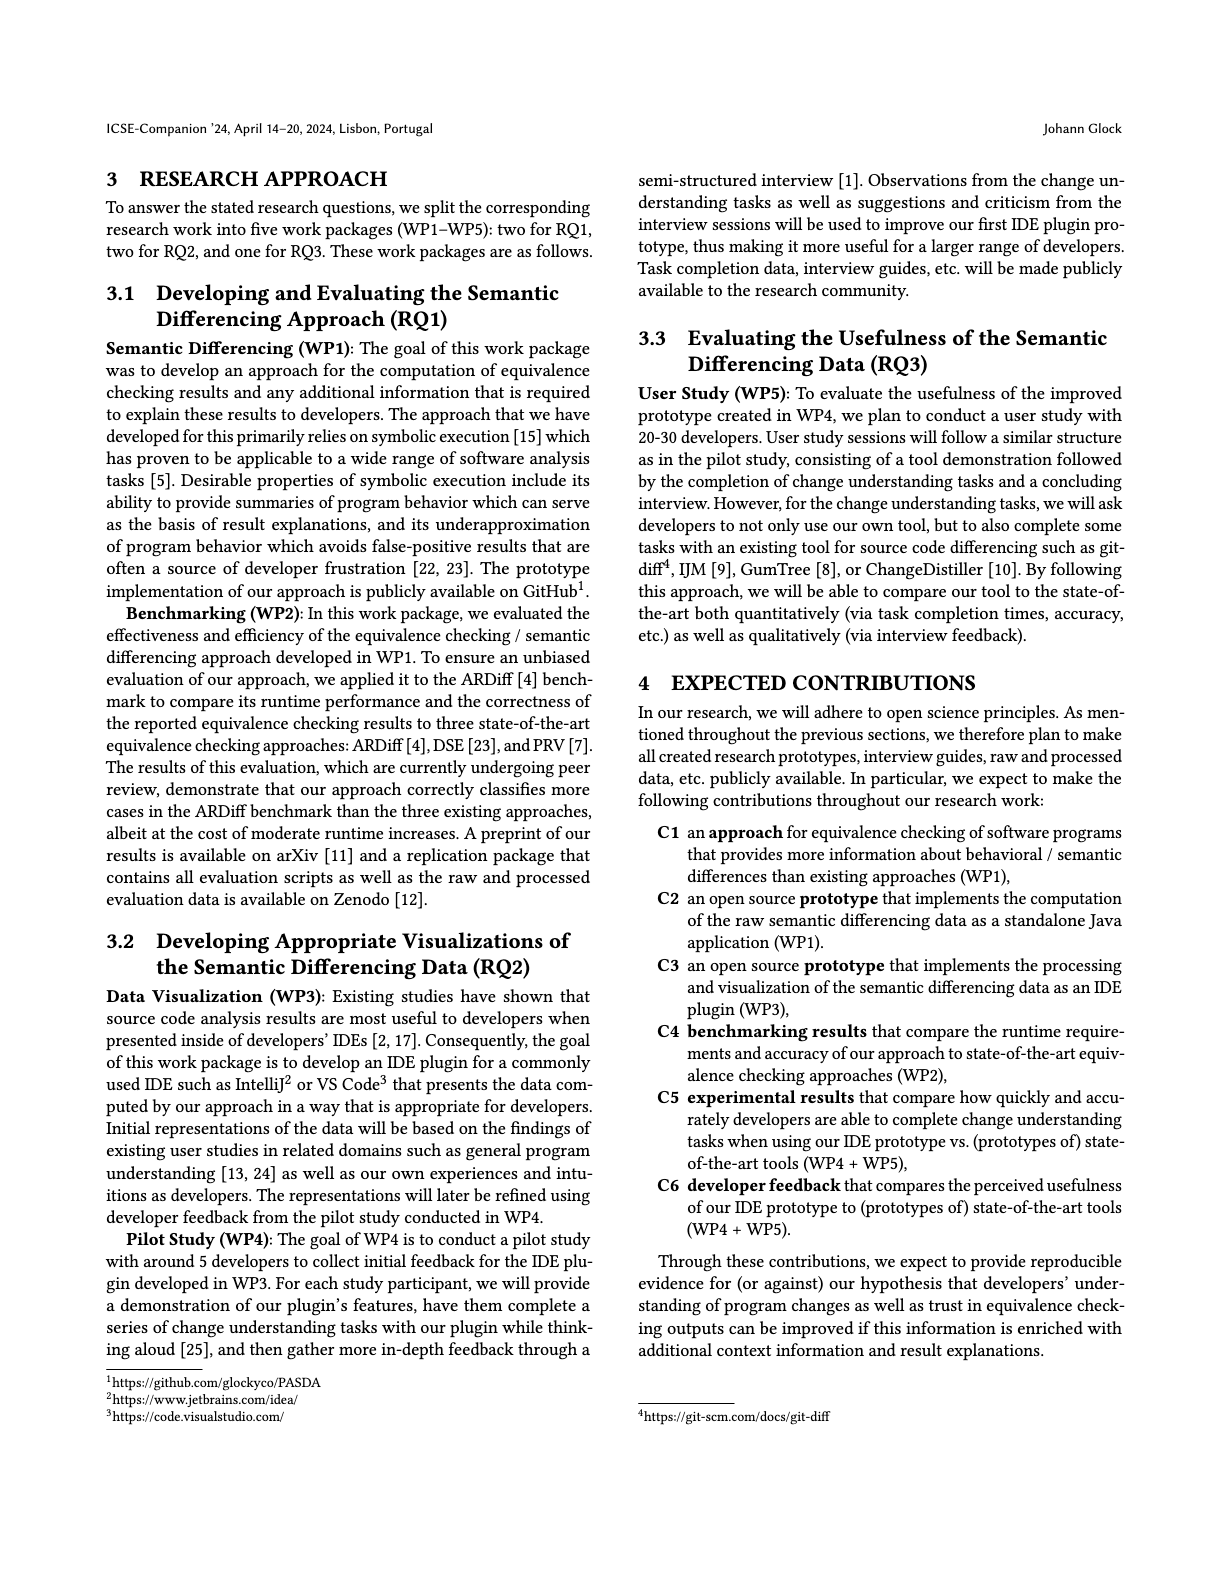 ICSE-Companion '24, April 14–20, 2024, Lisbon, Portugal
Johann Glock
3 RESEARCH APPROACH
To answer the stated research questions, we split the corresponding
research work into five work packages (WP1–WP5): two for RQ1,
two for RQ2, and one for RQ3. These work packages are as follows.
3.1 Developing and Evaluating the Semantic
Differencing Approach (RQ1)
Semantic Differencing (WP1): The goal of this work package
was to develop an approach for the computation of equivalence
checking results and any additional information that is required
to explain these results to developers. The approach that we have
developed for this primarily relies on symbolic execution [15] which
has proven to be applicable to a wide range of software analysis
tasks [5]. Desirable properties of symbolic execution include its
ability to provide summaries of program behavior which can serve
as the basis of result explanations, and its underapproximation
of program behavior which avoids false-positive results that are
often a source of developer frustration [22, 23]. The prototype
implementation of our approach is publicly available on GitHub¹.
Benchmarking (WP2): In this work package, we evaluated the
effectiveness and efficiency of the equivalence checking / semantic
differencing approach developed in WP1. To ensure an unbiased
evaluation of our approach, we applied it to the ARDiff [4] bench-
mark to compare its runtime performance and the correctness of
the reported equivalence checking results to three state-of-the-art
equivalence checking approaches: ARDiff [4], DSE [23], and PRV [7].
The results of this evaluation, which are currently undergoing peer
review, demonstrate that our approach correctly classifies more
cases in the ARDiff benchmark than the three existing approaches,
albeit at the cost of moderate runtime increases. A preprint of our
results is available on arXiv [11] and a replication package that
contains all evaluation scripts as well as the raw and processed
evaluation data is available on Zenodo [12].
3.2 Developing Appropriate Visualizations of
the Semantic Differencing Data (RQ2)
Data Visualization (WP3): Existing studies have shown that
source code analysis results are most useful to developers when
presented inside of developers' IDEs [2, 17]. Consequently, the goal
of this work package is to develop an IDE plugin for a commonly
used IDE such as IntelliJ² or VS Code³ that presents the data com-
puted by our approach in a way that is appropriate for developers.
Initial representations of the data will be based on the findings of
existing user studies in related domains such as general program
understanding [13, 24] as well as our own experiences and intu-
itions as developers. The representations will later be refined using
developer feedback from the pilot study conducted in WP4.
Pilot Study (WP4): The goal of WP4 is to conduct a pilot study
with around 5 developers to collect initial feedback for the IDE plu-
gin developed in WP3. For each study participant, we will provide
a demonstration of our plugin's features, have them complete a
series of change understanding tasks with our plugin while think-
ing aloud [25], and then gather more in-depth feedback through a
¹https://github.com/glockyco/PASDA
²https://www.jetbrains.com/idea/
³https://code.visualstudio.com/
semi-structured interview [1]. Observations from the change un-
derstanding tasks as well as suggestions and criticism from the
interview sessions will be used to improve our first IDE plugin pro-
totype, thus making it more useful for a larger range of developers.
Task completion data, interview guides, etc. will be made publicly
available to the research community.
3.3 Evaluating the Usefulness of the Semantic
Differencing Data (RQ3)
User Study (WP5): To evaluate the usefulness of the improved
prototype created in WP4, we plan to conduct a user study with
20-30 developers. User study sessions will follow a similar structure
as in the pilot study, consisting of a tool demonstration followed
by the completion of change understanding tasks and a concluding
interview. However, for the change understanding tasks, we will ask
developers to not only use our own tool, but to also complete some
tasks with an existing tool for source code differencing such as git-
diff⁴, IJM [9], GumTree [8], or ChangeDistiller [10]. By following
this approach, we will be able to compare our tool to the state-of-
the-art both quantitatively (via task completion times, accuracy,
etc.) as well as qualitatively (via interview feedback).
4 EXPECTED CONTRIBUTIONS
In our research, we will adhere to open science principles. As men-
tioned throughout the previous sections, we therefore plan to make
all created research prototypes, interview guides, raw and processed
data, etc. publicly available. In particular, we expect to make the
following contributions throughout our research work:
C1 an approach for equivalence checking of software programs
that provides more information about behavioral / semantic
differences than existing approaches (WP1),
C2 an open source prototype that implements the computation
of the raw semantic differencing data as a standalone Java
application (WP1).
C3 an open source prototype that implements the processing
and visualization of the semantic differencing data as an IDE
plugin (WP3),
C4 benchmarking results that compare the runtime require-
ments and accuracy of our approach to state-of-the-art equiv-
alence checking approaches (WP2),
C5 experimental results that compare how quickly and accu-
rately developers are able to complete change understanding
tasks when using our IDE prototype vs. (prototypes of) state-
of-the-art tools (WP4 + WP5),
C6 developer feedback that compares the perceived usefulness
of our IDE prototype to (prototypes of) state-of-the-art tools
(WP4 + WP5).
Through these contributions, we expect to provide reproducible
evidence for (or against) our hypothesis that developers' under-
standing of program changes as well as trust in equivalence check-
ing outputs can be improved if this information is enriched with
additional context information and result explanations.
⁴https://git-scm.com/docs/git-diff